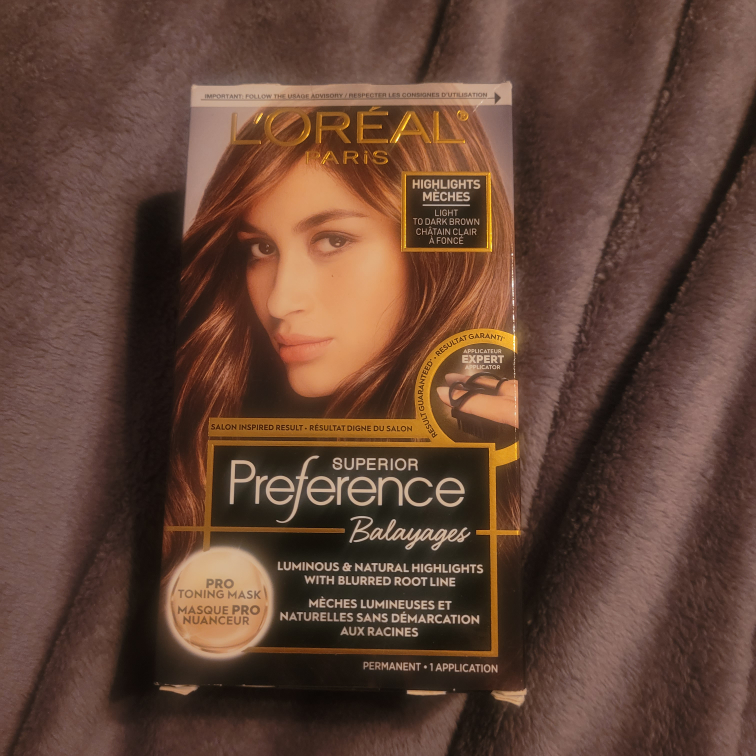 IMPORTANT: FOLLOW THE USAGE ADVISORY / RESPECTER LES CONSIGNES D'UTILISATION
L'ORÉAL®
PARiS
HIGHLIGHTS
MÈCHES
LIGHT
TO DARK BROWN
CHÂTAIN CLAIR
À FONCÉ
RESULT GUARANTEED* • RÉSULTAT GARANTI*
APPLICATEUR
EXPERT
APPLICATOR
SALON INSPIRED RESULT • RÉSULTAT DIGNE DU SALON
SUPERIOR
Preference
Balayages
LUMINOUS & NATURAL HIGHLIGHTS
WITH BLURRED ROOT LINE
MÈCHES LUMINEUSES ET
NATURELLES SANS DÉMARCATION
AUX RACINES
PRO
TONING MASK
MASQUE PRO
NUANCEUR
PERMANENT • 1 APPLICATION